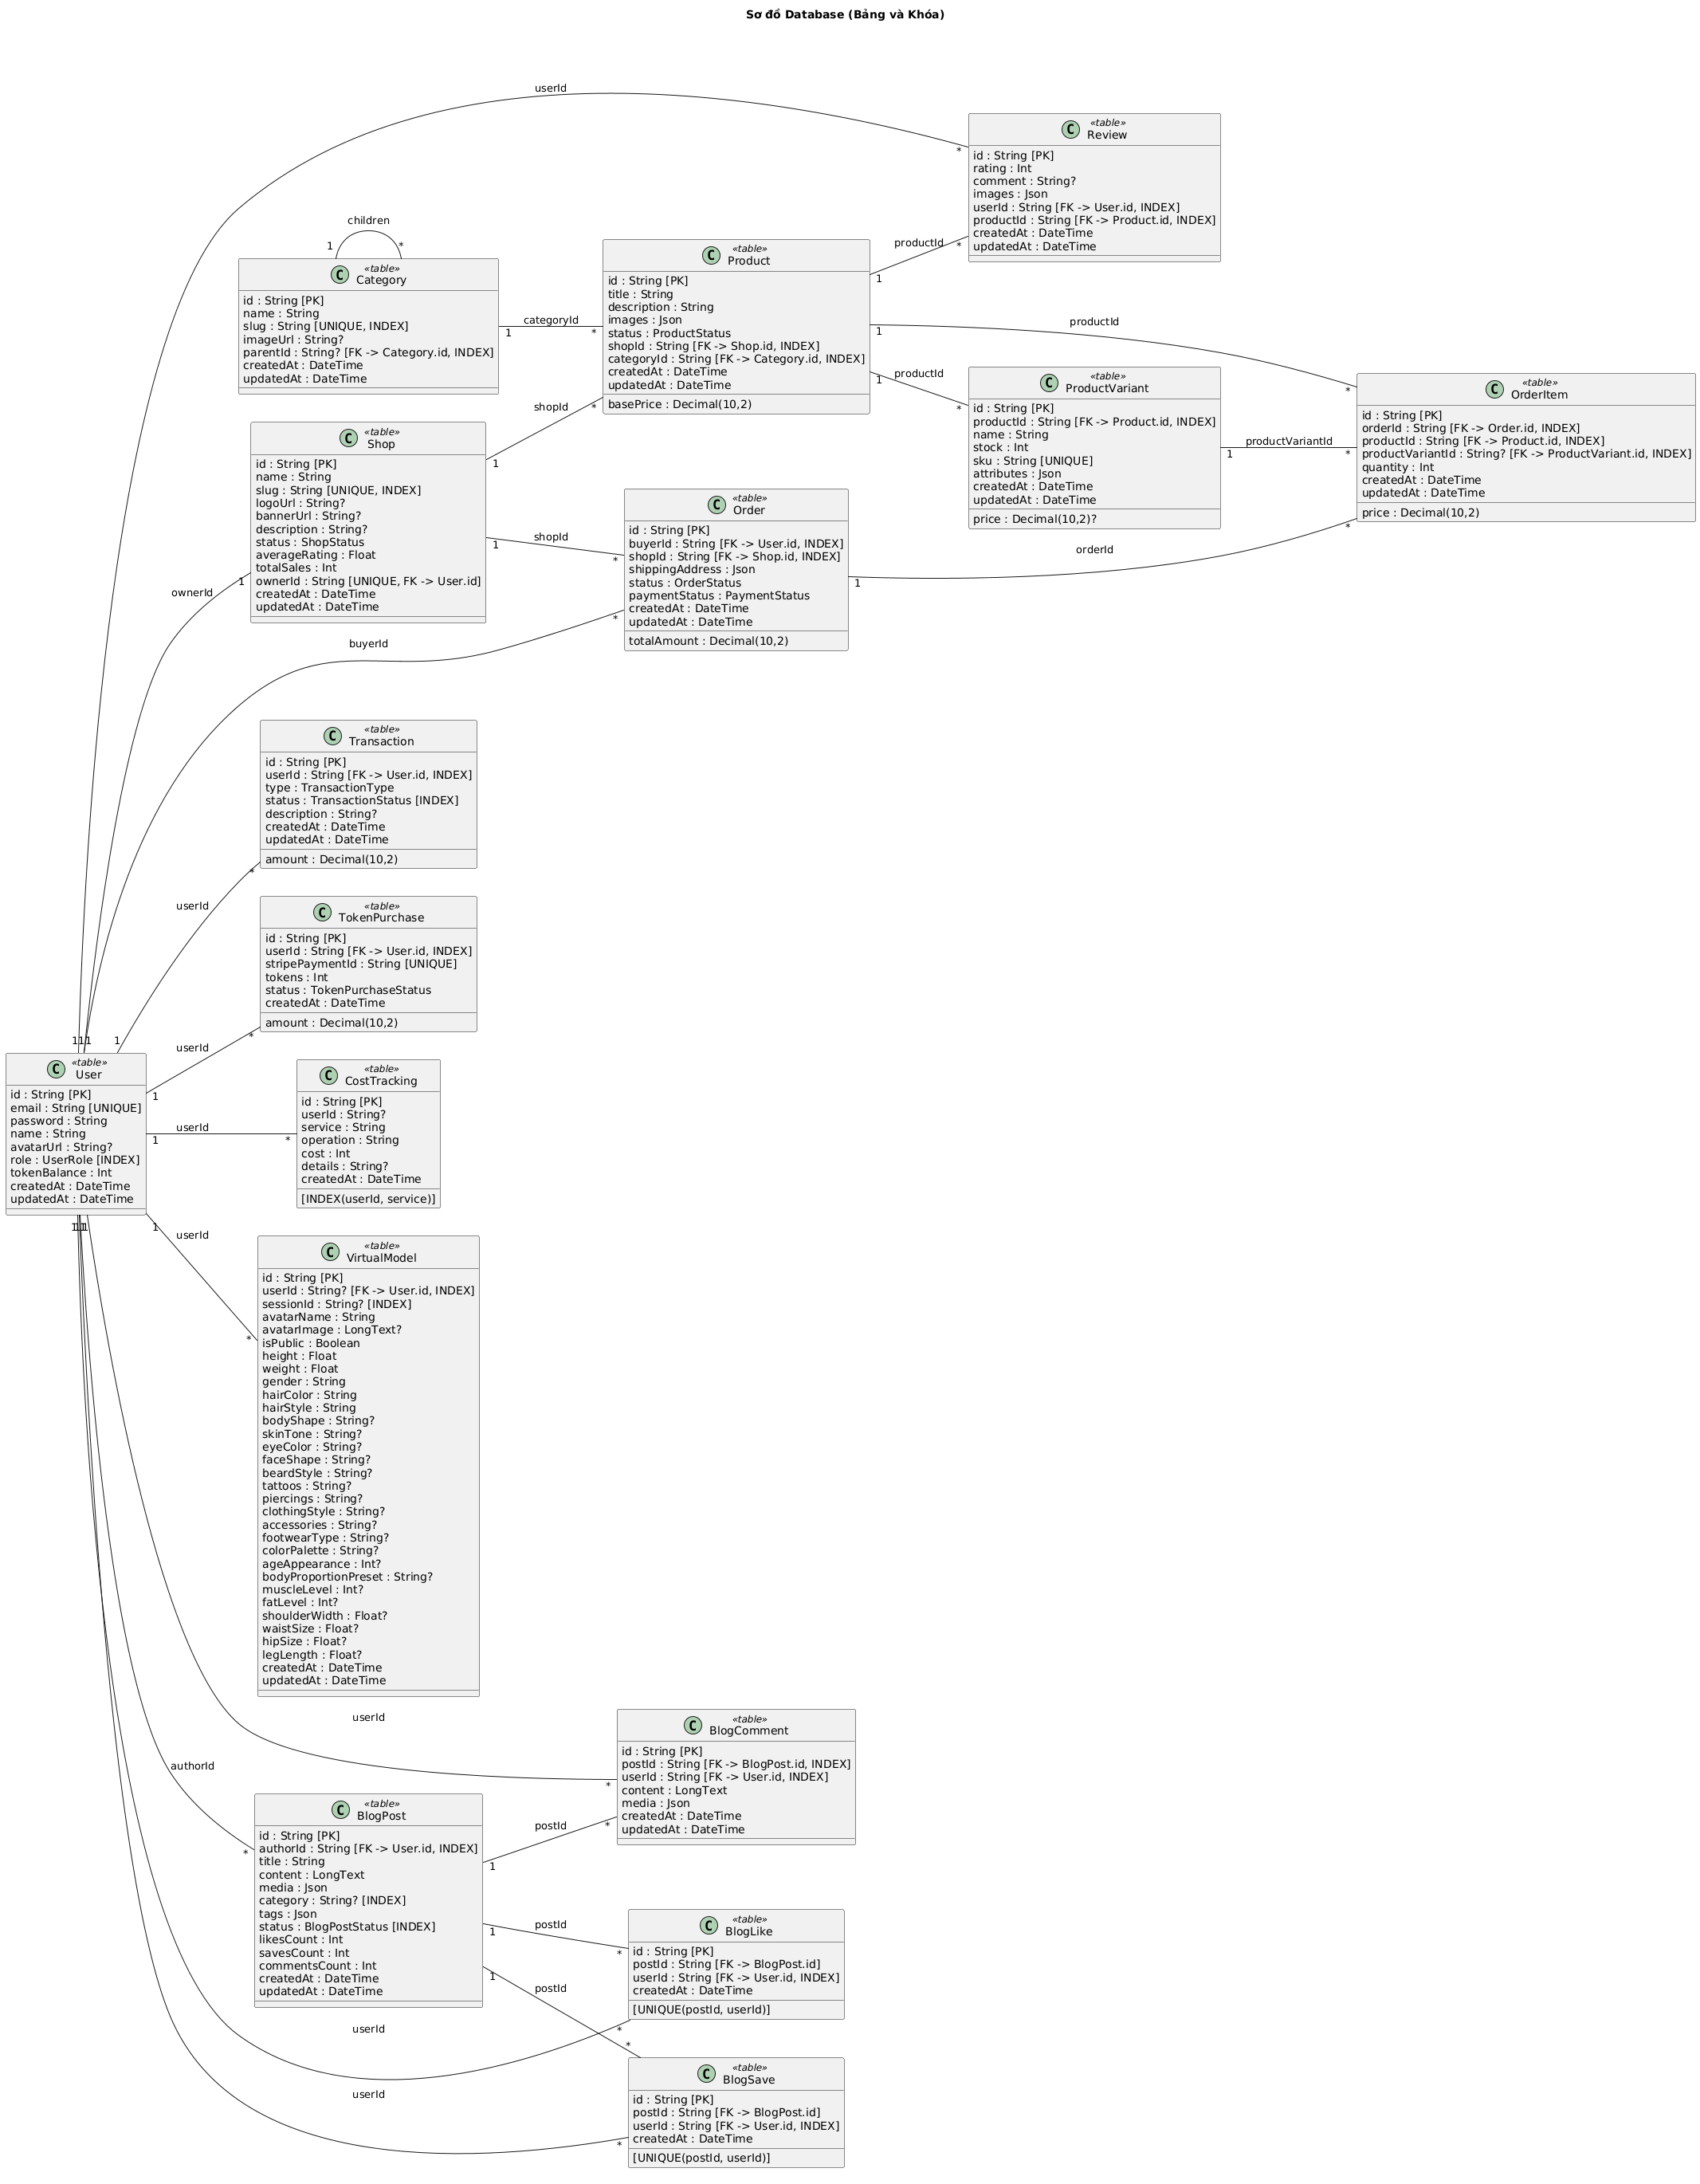 Sơ đồ Database (Bảng và Khóa)
userId
«table»
Review
id : String [PK]
rating : Int
comment : String?
images : Json
userId : String [FK -> User.id, INDEX]
productId : String [FK -> Product.id, INDEX]
createdAt : DateTime
updatedAt : DateTime
*
*
children
1
*
«table»
Category
id : String [PK]
name : String
slug : String [UNIQUE, INDEX]
imageUrl : String?
parentId : String? [FK -> Category.id, INDEX]
createdAt : DateTime
updatedAt : DateTime
categoryId
1
*
«table»
Product
id : String [PK]
title : String
description : String
images : Json
status : ProductStatus
shopId : String [FK -> Shop.id, INDEX]
categoryId : String [FK -> Category.id, INDEX]
createdAt : DateTime
updatedAt : DateTime
basePrice : Decimal(10,2)
productId
1
productId
1
*
productId
1
*
«table»
ProductVariant
id : String [PK]
productId : String [FK -> Product.id, INDEX]
name : String
stock : Int
sku : String [UNIQUE]
attributes : Json
createdAt : DateTime
updatedAt : DateTime
price : Decimal(10,2)?
productVariantId
1
*
«table»
OrderItem
id : String [PK]
orderId : String [FK -> Order.id, INDEX]
productId : String [FK -> Product.id, INDEX]
productVariantId : String? [FK -> ProductVariant.id, INDEX]
quantity : Int
createdAt : DateTime
updatedAt : DateTime
price : Decimal(10,2)
«table»
Shop
id : String [PK]
name : String
slug : String [UNIQUE, INDEX]
logoUrl : String?
bannerUrl : String?
description : String?
status : ShopStatus
averageRating : Float
totalSales : Int
ownerId : String [UNIQUE, FK -> User.id]
createdAt : DateTime
updatedAt : DateTime
shopId
1
*
shopId
1
*
ownerId
1
«table»
Order
id : String [PK]
buyerId : String [FK -> User.id, INDEX]
shopId : String [FK -> Shop.id, INDEX]
shippingAddress : Json
status : OrderStatus
paymentStatus : PaymentStatus
createdAt : DateTime
updatedAt : DateTime
totalAmount : Decimal(10,2)
orderId
1
*
buyerId
*
«table»
Transaction
id : String [PK]
userId : String [FK -> User.id, INDEX]
type : TransactionType
status : TransactionStatus [INDEX]
description : String?
createdAt : DateTime
updatedAt : DateTime
amount : Decimal(10,2)
userId
*
«table»
TokenPurchase
id : String [PK]
userId : String [FK -> User.id, INDEX]
stripePaymentId : String [UNIQUE]
tokens : Int
status : TokenPurchaseStatus
createdAt : DateTime
amount : Decimal(10,2)
userId
1
*
1
1
1
1
«table»
User
id : String [PK]
email : String [UNIQUE]
password : String
name : String
avatarUrl : String?
role : UserRole [INDEX]
tokenBalance : Int
createdAt : DateTime
updatedAt : DateTime
userId
1
*
«table»
CostTracking
id : String [PK]
userId : String?
service : String
operation : String
cost : Int
details : String?
createdAt : DateTime
[INDEX(userId, service)]
1
1
1
1
userId
1
*
«table»
VirtualModel
id : String [PK]
userId : String? [FK -> User.id, INDEX]
sessionId : String? [INDEX]
avatarName : String
avatarImage : LongText?
isPublic : Boolean
height : Float
weight : Float
gender : String
hairColor : String
hairStyle : String
bodyShape : String?
skinTone : String?
eyeColor : String?
faceShape : String?
beardStyle : String?
tattoos : String?
piercings : String?
clothingStyle : String?
accessories : String?
footwearType : String?
colorPalette : String?
ageAppearance : Int?
bodyProportionPreset : String?
muscleLevel : Int?
fatLevel : Int?
shoulderWidth : Float?
waistSize : Float?
hipSize : Float?
legLength : Float?
createdAt : DateTime
updatedAt : DateTime
userId
*
«table»
BlogComment
id : String [PK]
postId : String [FK -> BlogPost.id, INDEX]
userId : String [FK -> User.id, INDEX]
content : LongText
media : Json
createdAt : DateTime
updatedAt : DateTime
authorId
*
«table»
BlogPost
id : String [PK]
authorId : String [FK -> User.id, INDEX]
title : String
content : LongText
media : Json
category : String? [INDEX]
tags : Json
status : BlogPostStatus [INDEX]
likesCount : Int
savesCount : Int
commentsCount : Int
createdAt : DateTime
updatedAt : DateTime
postId
1
*
postId
1
*
postId
1
*
«table»
BlogLike
id : String [PK]
postId : String [FK -> BlogPost.id]
userId : String [FK -> User.id, INDEX]
createdAt : DateTime
[UNIQUE(postId, userId)]
userId
*
«table»
BlogSave
id : String [PK]
postId : String [FK -> BlogPost.id]
userId : String [FK -> User.id, INDEX]
createdAt : DateTime
[UNIQUE(postId, userId)]
userId
*